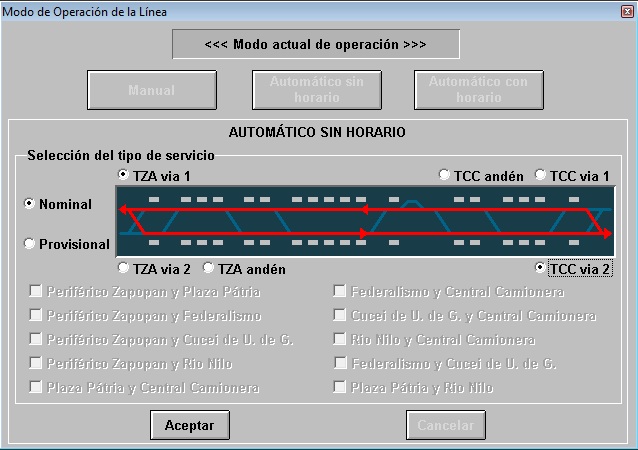 Modo de Operación de la Línea
<<< Modo actual de operación >>>
Manual
Automático sin
horario
Automático con
horario
AUTOMÁTICO SIN HORARIO
Selección del tipo de servicio
TZA via 1
TCC andén
TCC via 1
Nominal
Provisional
TZA via 2
TZA andén
TCC via 2
Periférico Zapopan y Plaza Pátria
Federalismo y Central Camionera
Periférico Zapopan y Federalismo
Cucei de U. de G. y Central Camionera
Periférico Zapopan y Cucei de U. de G.
Rio Nilo y Central Camionera
Periférico Zapopan y Rio Nilo
Federalismo y Cucei de U. de G.
Plaza Pátria y Central Camionera
Plaza Pátria y Rio Nilo
Aceptar
Cancelar